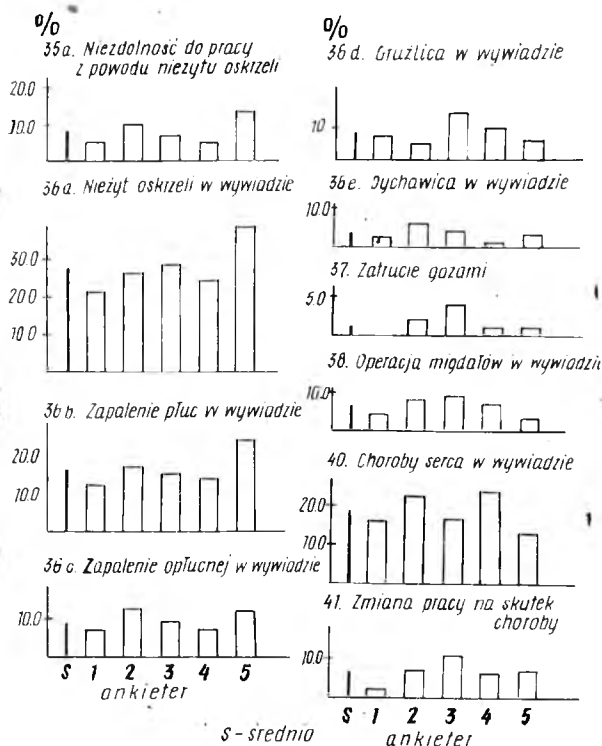 %
35a. Niezdolność do pracy
z powodu nieżytu oskrzeli
20.0
10.0
36a. Nieżyt oskrzeli w wywiadzie
30.0
20.0
10.0
36b. Zapalenie płuc w wywiadzie
20.0
10.0
36c. Zapalenie opłucnej w wywiadzie
10.0
S 1 2 3 4 5
ankieter
%
36d. Gruźlica w wywiadzie
10
36e. Dychawica w wywiadzie
10.0
37. Zatrucie gazami
5.0
38. Operacja migdałów w wywiadzie
10.0
40. Choroby serca w wywiadzie
20.0
10.0
41. Zmiana pracy na skutek
choroby
10.0
S 1 2 3 4 5
ankieter
s - średnio